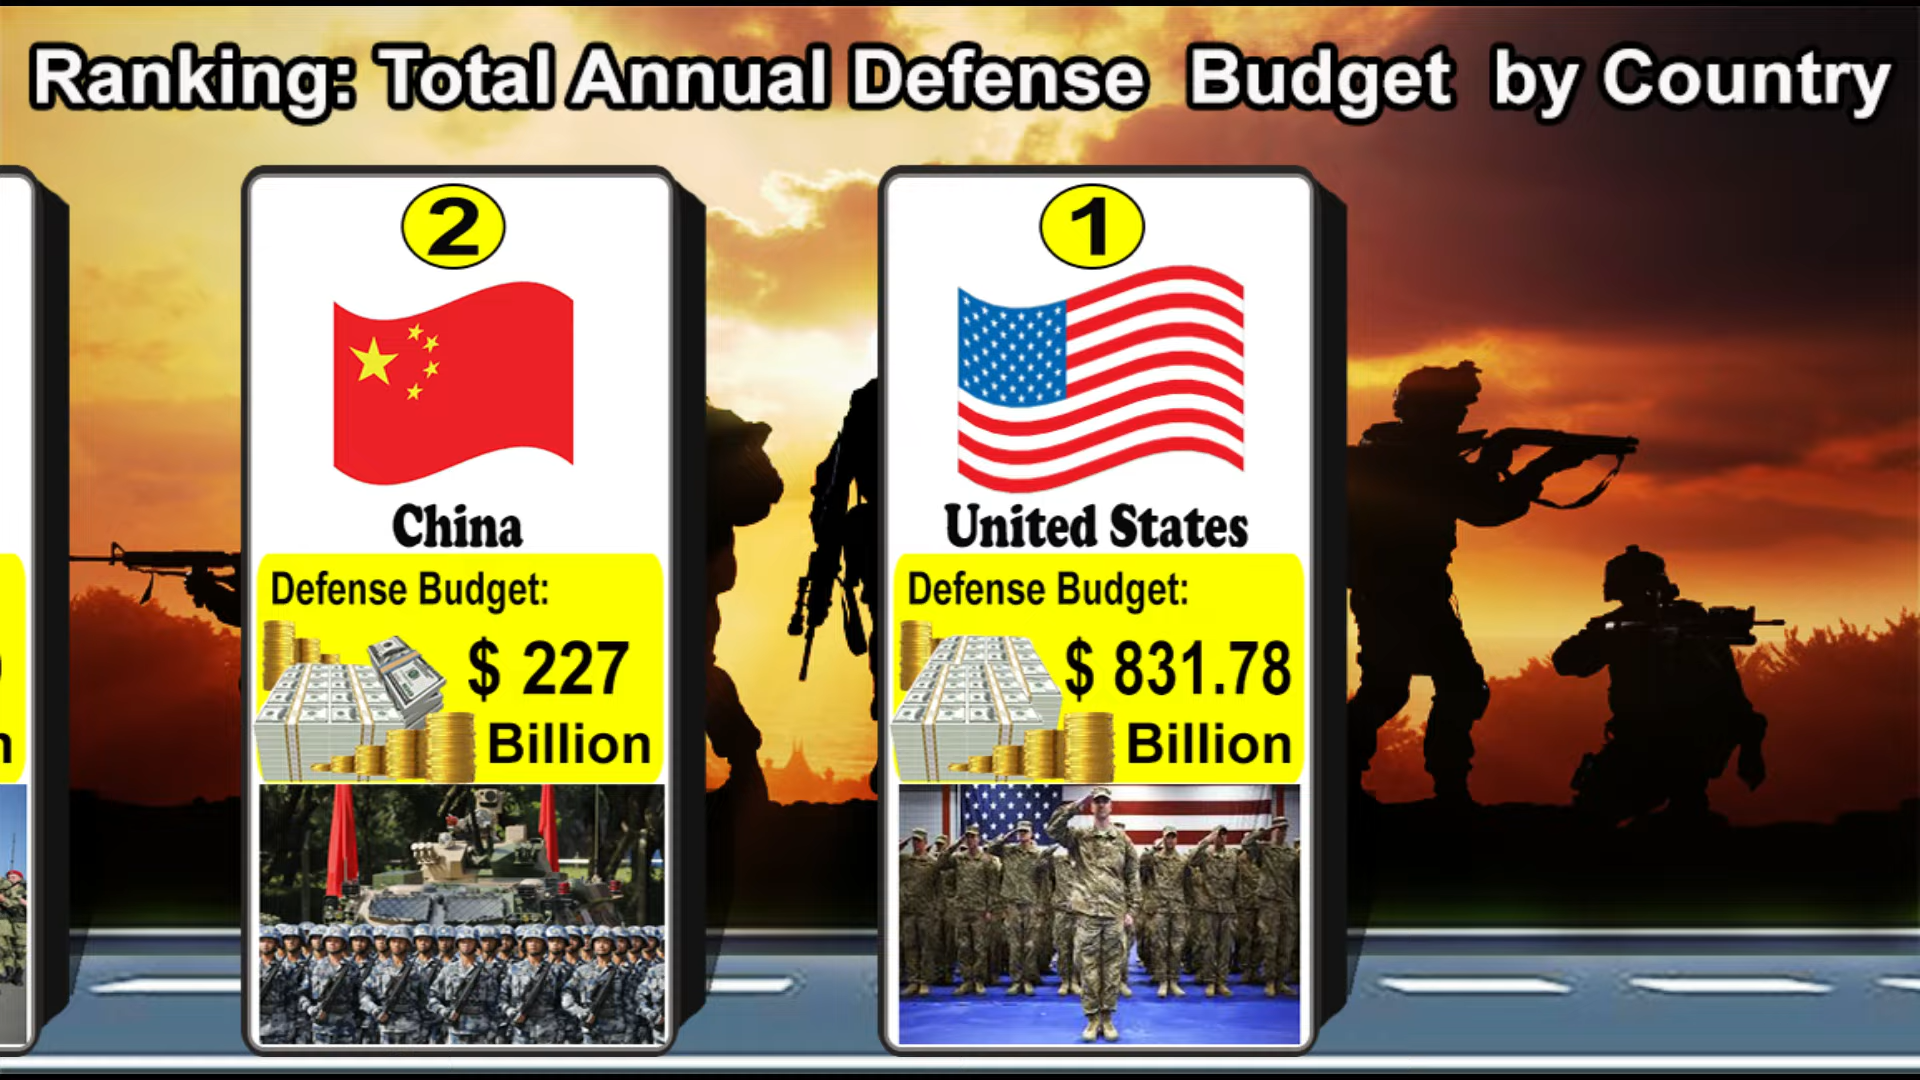 Ranking: Total Annual Defense Budget by Country
2
China
Defense Budget:
$ 227
Billion
1
United States
Defense Budget:
$ 831.78
Billion